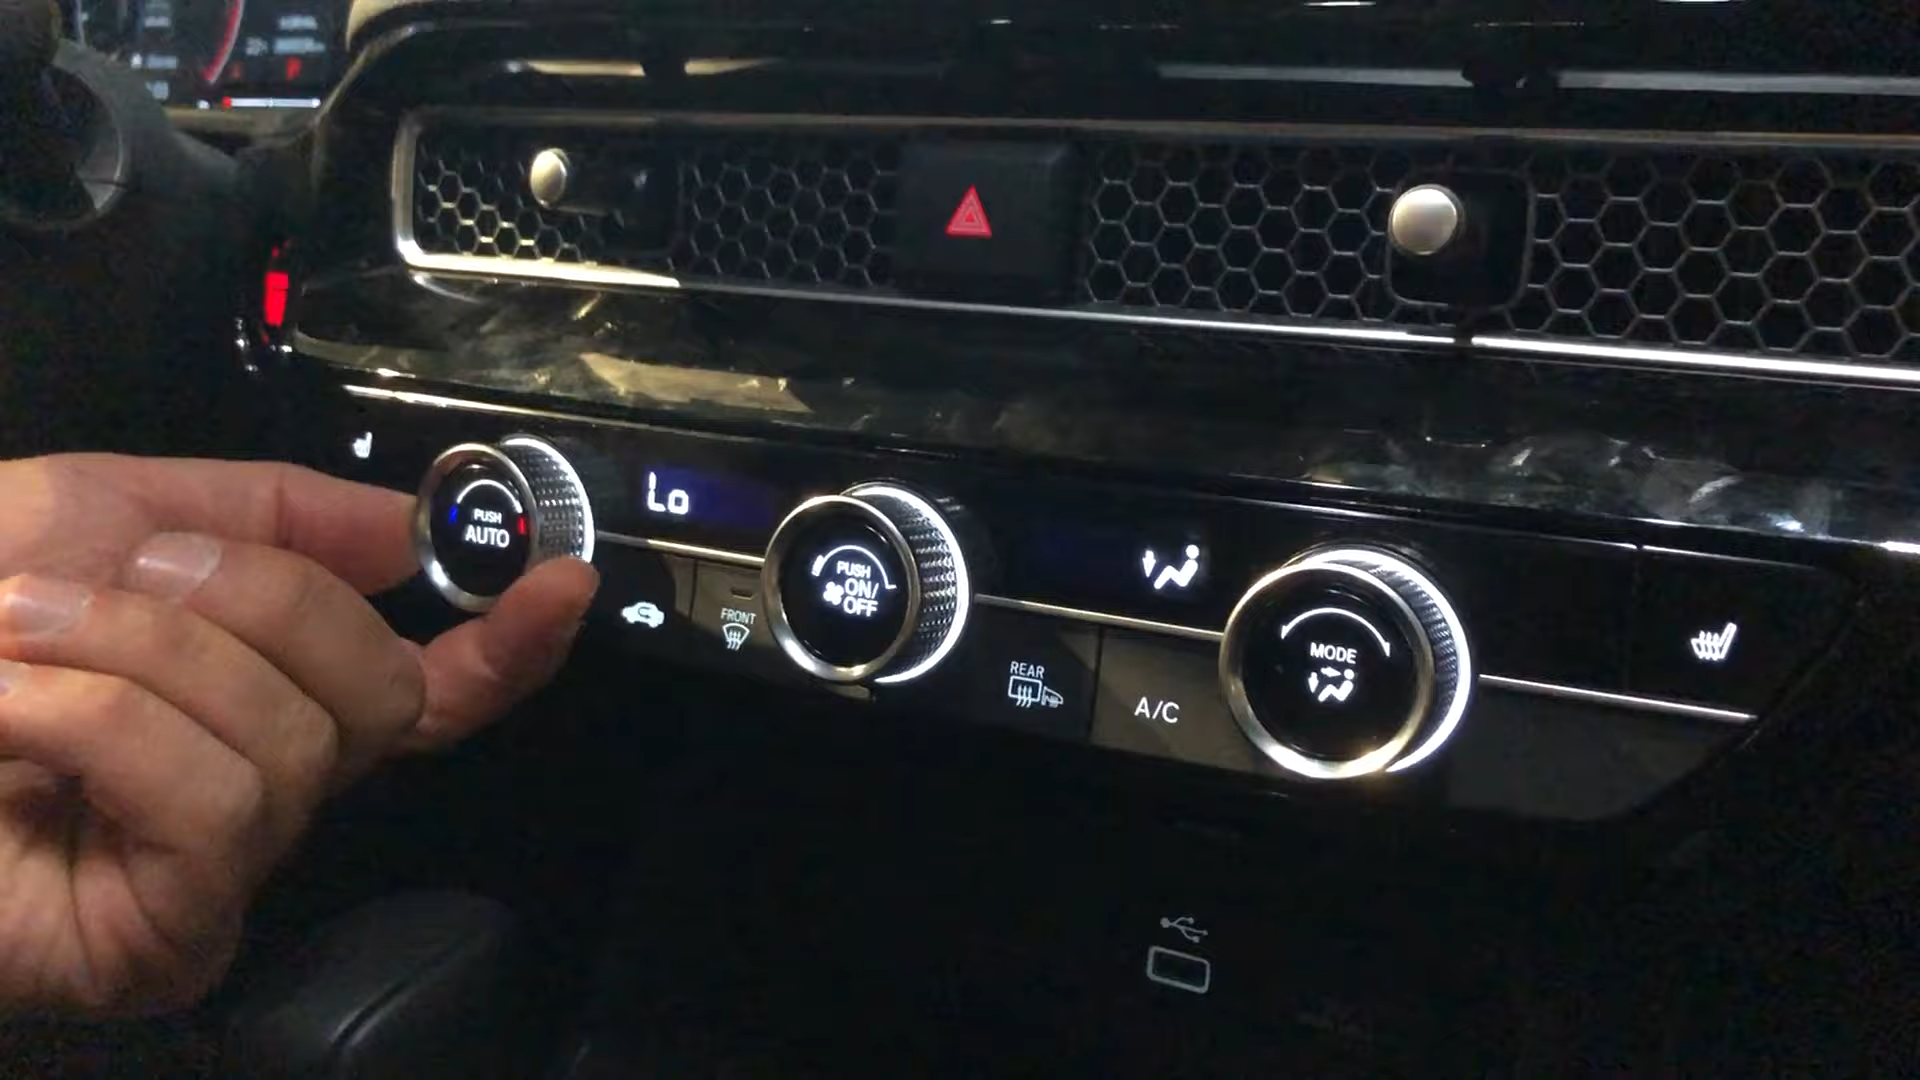 PUSH
AUTO
Lo
FRONT
PUSH
ON/
OFF
REAR
A/C
MODE